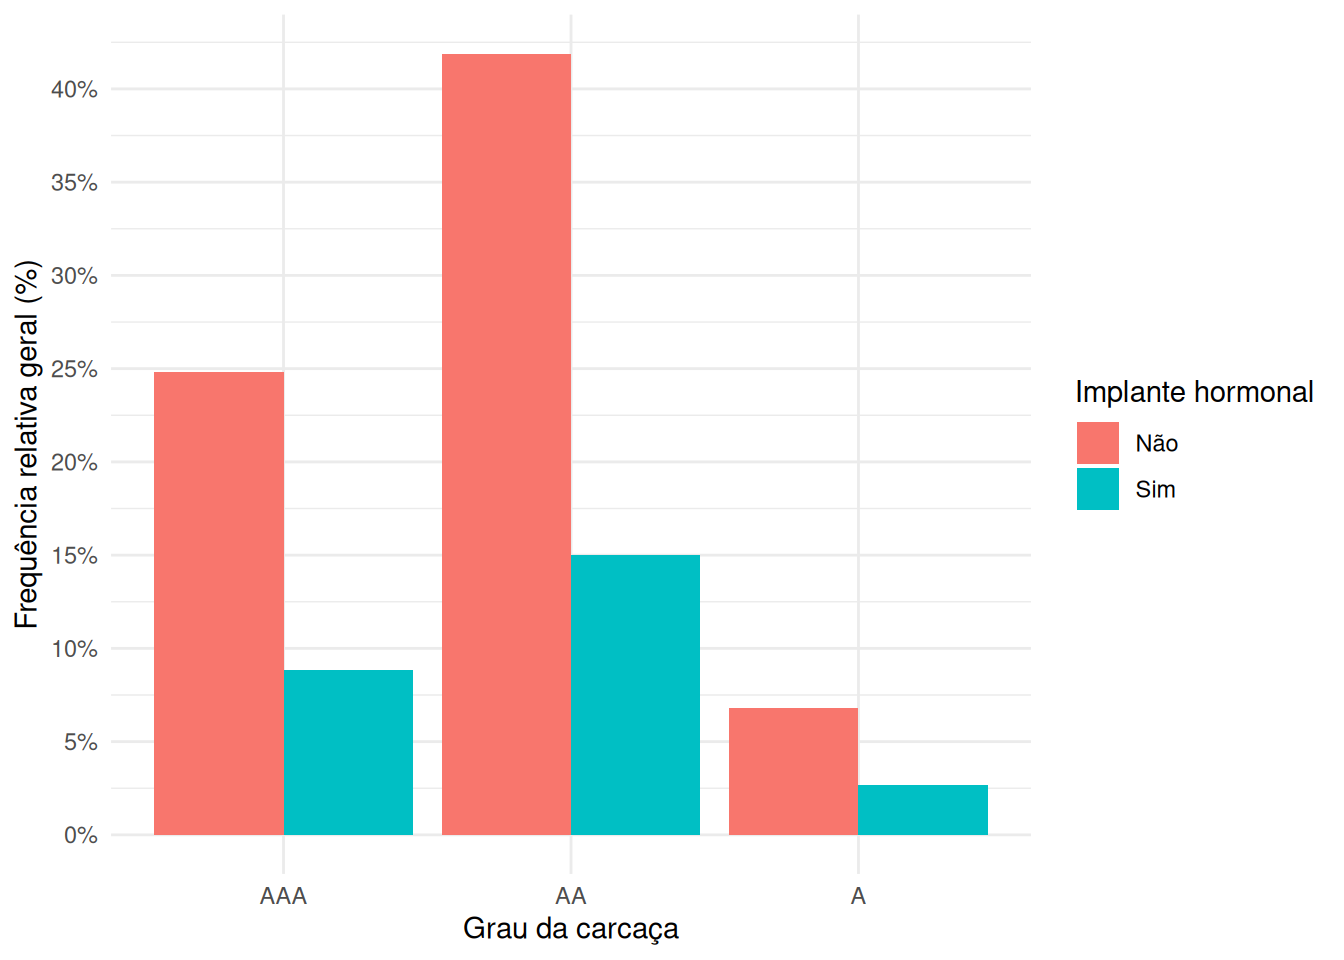 Frequência relativa geral (%)
40%
35%
30%
25%
20%
15%
10%
5%
0%
AAA
AA
A
Grau da carcaça
Implante hormonal
Não
Sim